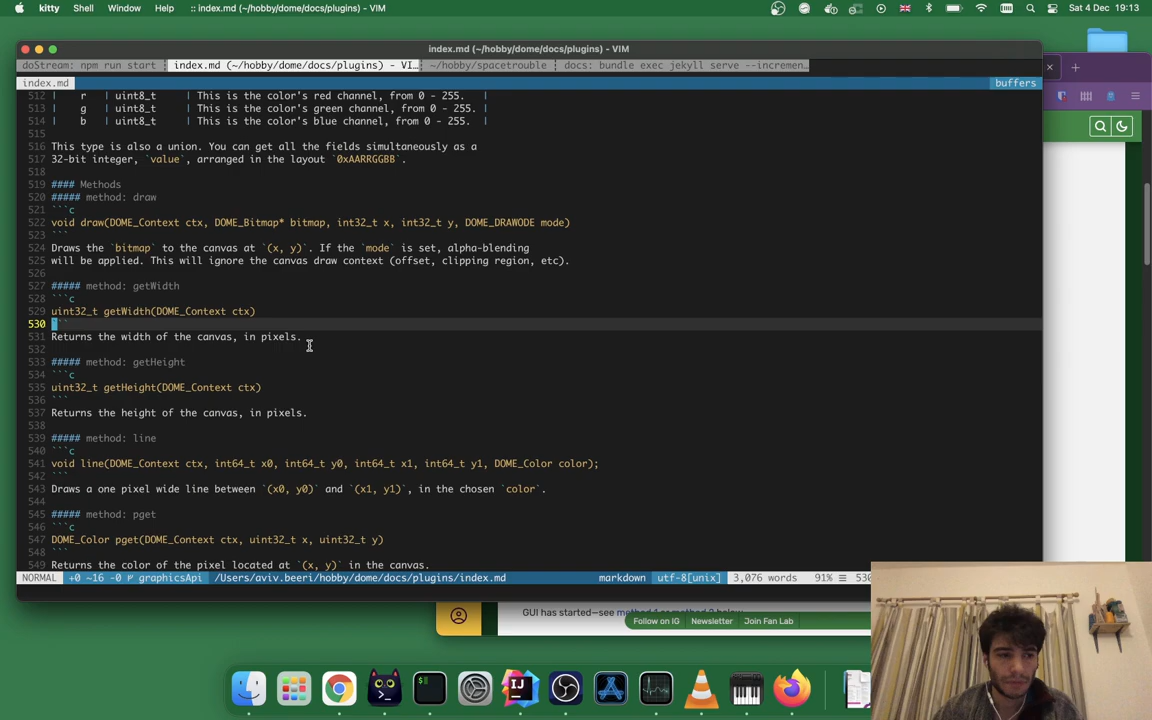 kitty Shell Window Help :: index.md (~/hobby/dome/docs/plugins) - VIM
Sat 4 Dec 19:13
index.md (~/hobby/dome/docs/plugins) - VIM
doStream: npm run start
index.md (~/hobby/dome/docs/plugins) - VI…
~/hobby/spacetrouble
docs: bundle exec jekyll serve --incremen…
index.md
buffers
512 | r | uint8_t | This is the color's red channel, from 0 - 255. |
513 | g | uint8_t | This is the color's green channel, from 0 - 255. |
514 | b | uint8_t | This is the color's blue channel, from 0 - 255. |
515
516 This type is also a union. You can get all the fields simultaneously as a
517 32-bit integer, `value`, arranged in the layout `0xAARRGGBB`.
518
519 #### Methods
520 ##### method: draw
521 ```c
522 void draw(DOME_Context ctx, DOME_Bitmap* bitmap, int32_t x, int32_t y, DOME_DRAWODE mode)
523 ```
524 Draws the `bitmap` to the canvas at `(x, y)`. If the `mode` is set, alpha-blending
525 will be applied. This will ignore the canvas draw context (offset, clipping region, etc).
526
527 ##### method: getWidth
528 ```c
529 uint32_t getWidth(DOME_Context ctx)
530 ```
531 Returns the width of the canvas, in pixels.
532
533 ##### method: getHeight
534 ```c
535 uint32_t getHeight(DOME_Context ctx)
536 ```
537 Returns the height of the canvas, in pixels.
538
539 ##### method: line
540 ```c
541 void line(DOME_Context ctx, int64_t x0, int64_t y0, int64_t x1, int64_t y1, DOME_Color color);
542 ```
543 Draws a one pixel wide line between `(x0, y0)` and `(x1, y1)`, in the chosen `color`.
544
545 ##### method: pget
546 ```c
547 DOME_Color pget(DOME_Context ctx, uint32_t x, uint32_t y)
548 ```
549 Returns the color of the pixel located at `(x, y)` in the canvas.
NORMAL +0 ~16 -0 graphicsApi /Users/aviv.beeri/hobby/dome/docs/plugins/index.md markdown utf-8[unix] 3,076 words 91% 530
GUI has started—see method 1 or method 2 below
Follow on IG
Newsletter
Join Fan Lab